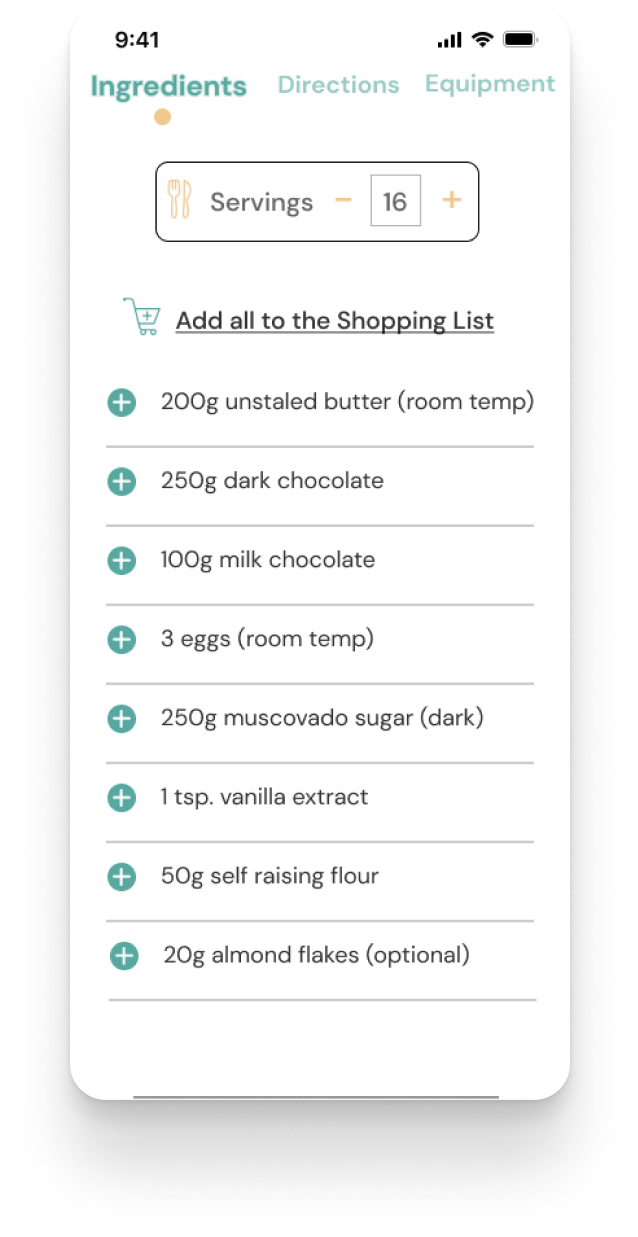 9:41
Ingredients Directions Equipment
Servings − 16 +
Add all to the Shopping List
200g unstaled butter (room temp)
250g dark chocolate
100g milk chocolate
3 eggs (room temp)
250g muscovado sugar (dark)
1 tsp. vanilla extract
50g self raising flour
20g almond flakes (optional)